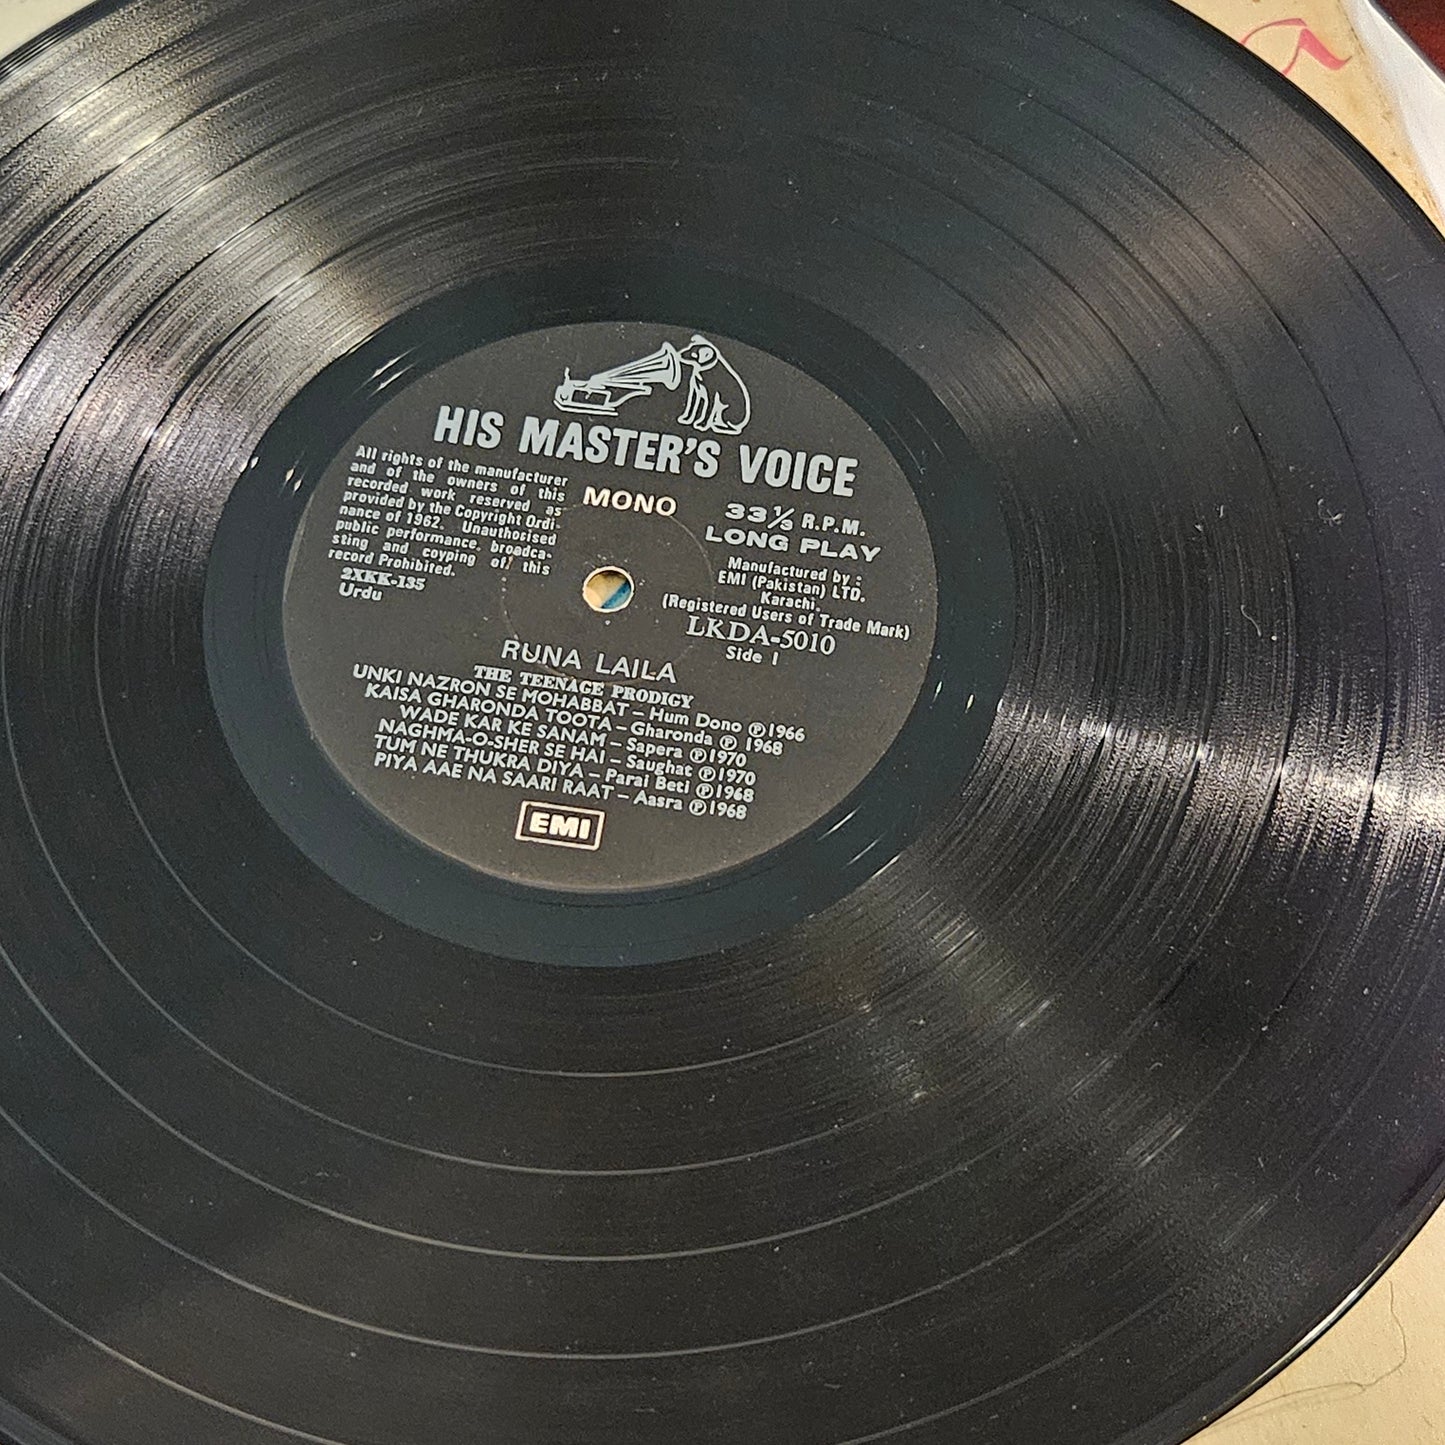 HIS MASTER'S VOICE
All rights of the manufacturer
and of the owners of this
recorded work reserved as
provided by the Copyright Ordi-
nance of 1962. Unauthorised
public performance, broadca-
sting and coyping of this
record Prohibited.
2XKK-135
Urdu
MONO
33⅓ R.P.M.
LONG PLAY
Manufactured by :
EMI (Pakistan) LTD.
Karachi.
(Registered Users of Trade Mark)
LKDA-5010
Side 1
RUNA LAILA
THE TEENAGE PRODIGY
UNKI NAZRON SE MOHABBAT – Hum Dono ℗1966
KAISA GHARONDA TOOTA – Gharonda ℗ 1968
WADE KAR KE SANAM – Sapera ℗1970
NAGHMA-O-SHER SE HAI – Saughat ℗1970
TUM NE THUKRA DIYA – Parai Beti ℗1968
PIYA AAE NA SAARI RAAT – Aasra ℗1968
EMI